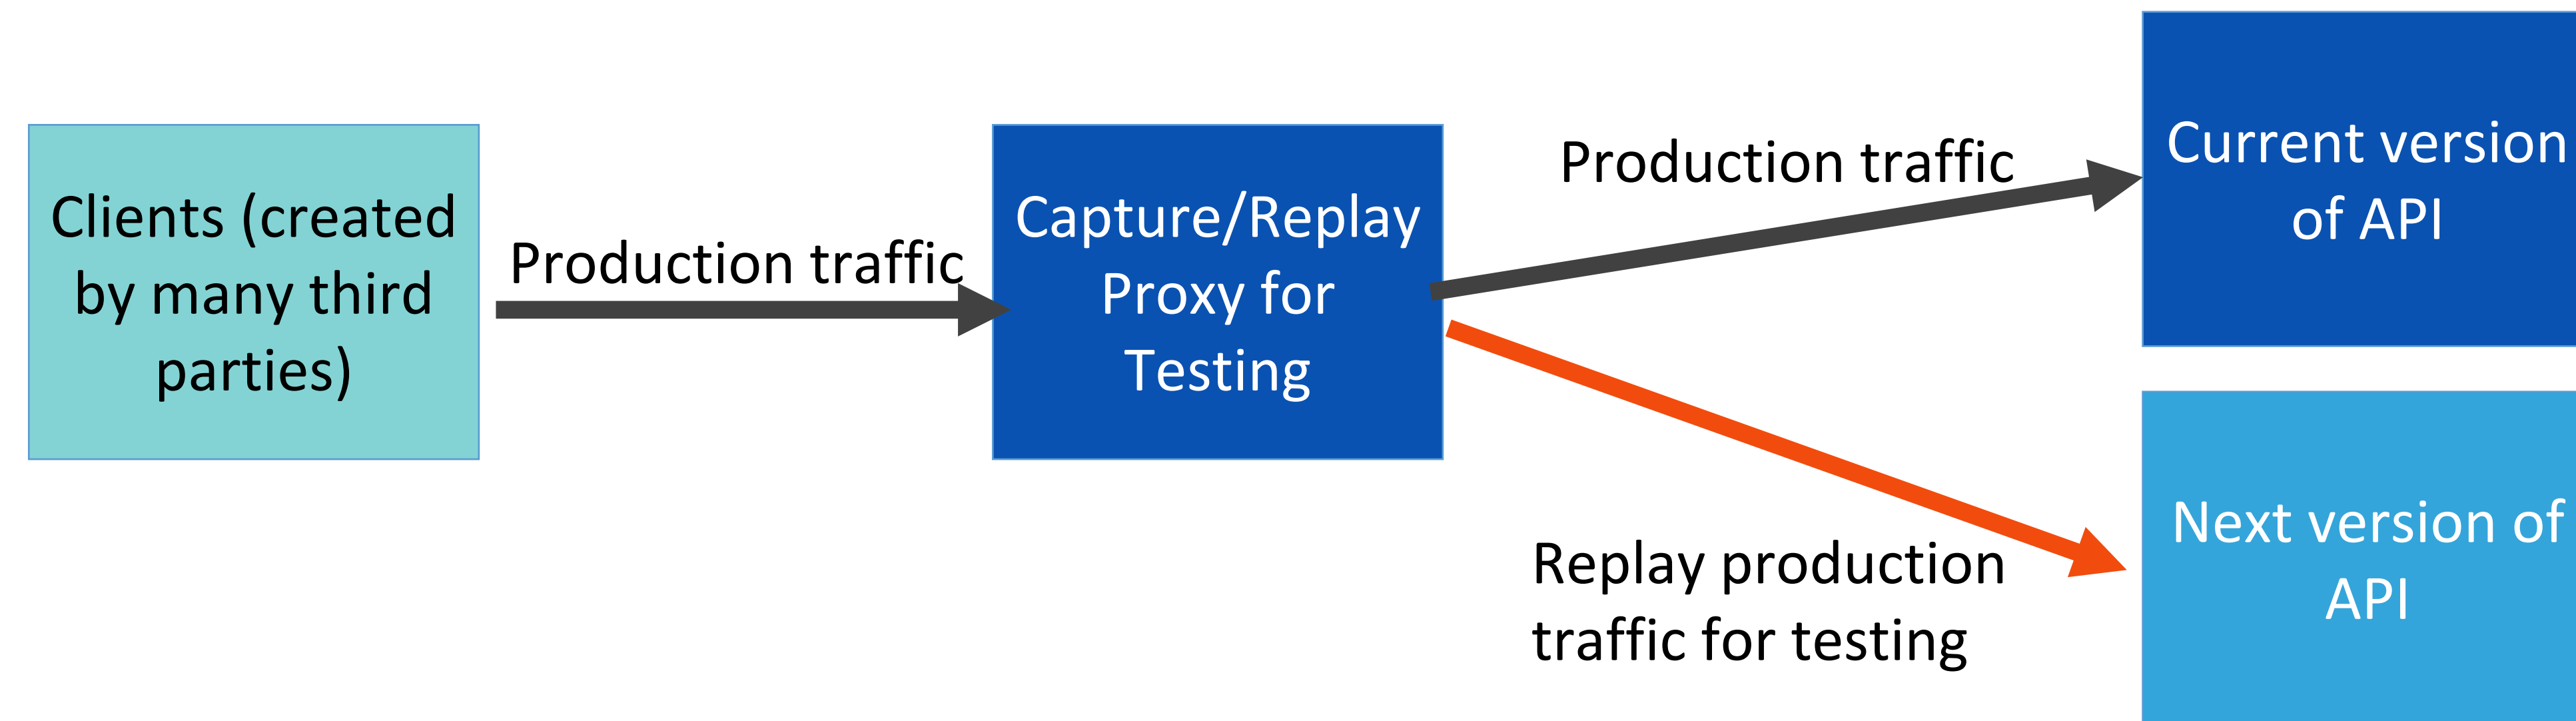 Clients (created
by many third
parties)
Production traffic
Capture/Replay
Proxy for
Testing
Production traffic
Current version
of API
Replay production
traffic for testing
Next version of
API